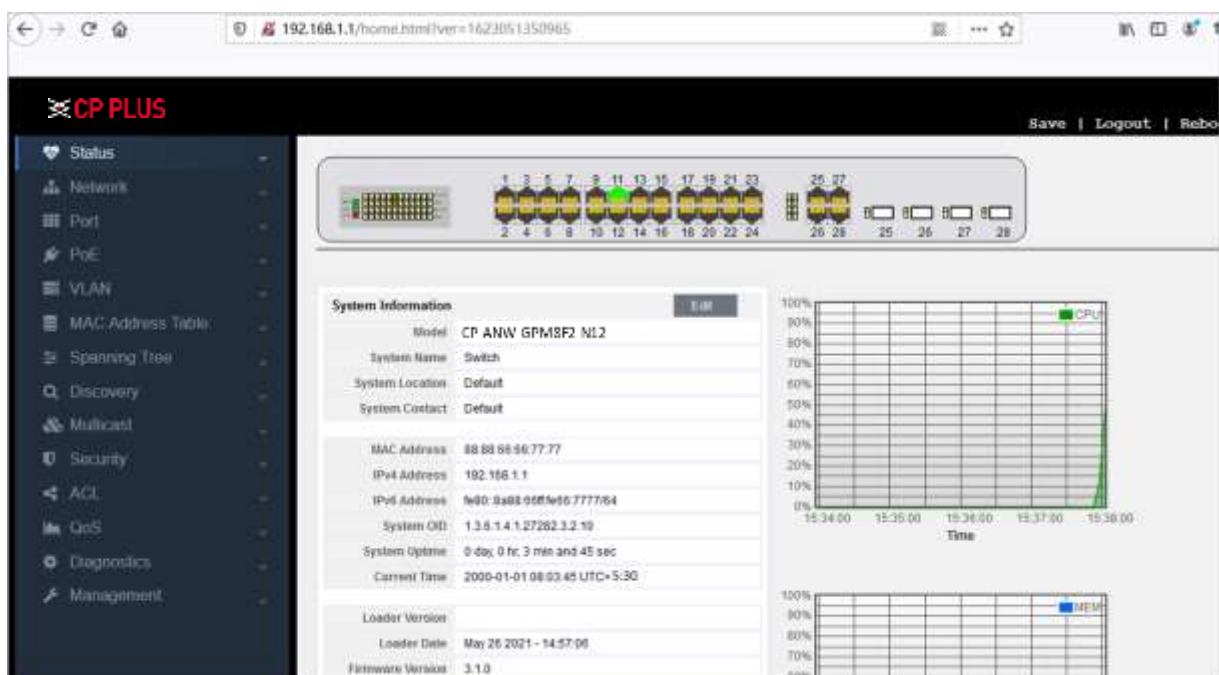 192.168.1.1/home.html?ver=1623051350965
CP PLUS
Save | Logout | Rebo
Status
Network
Port
PoE
VLAN
MAC Address Table
Spanning Tree
Discovery
Multicast
Security
ACL
QoS
Diagnostics
Management
1 3 5 7 9 11 13 15 17 19 21 23 25 27
2 4 6 8 10 12 14 16 18 20 22 24 26 28 25 26 27 28
System Information Edit
Model CP ANW GPM8F2 N12
System Name Switch
System Location Default
System Contact Default
MAC Address 88:88:66:66:77:77
IPv4 Address 192.168.1.1
IPv6 Address
System OID 1.3.6.1.4.1.27282.3.2.10
System Uptime 0 day, 0 hr, 3 min and 45 sec
Current Time 2000-01-01 08:03:45 UTC+5:30
Loader Version
Loader Date May 26 2021 - 14:57:06
Firmware Version 3.1.0
CPU
100%
90%
80%
70%
60%
50%
40%
30%
20%
10%
0%
15:34:00 15:35:00 15:36:00 15:37:00 15:38:00
Time
MEM
100%
90%
80%
70%
60%